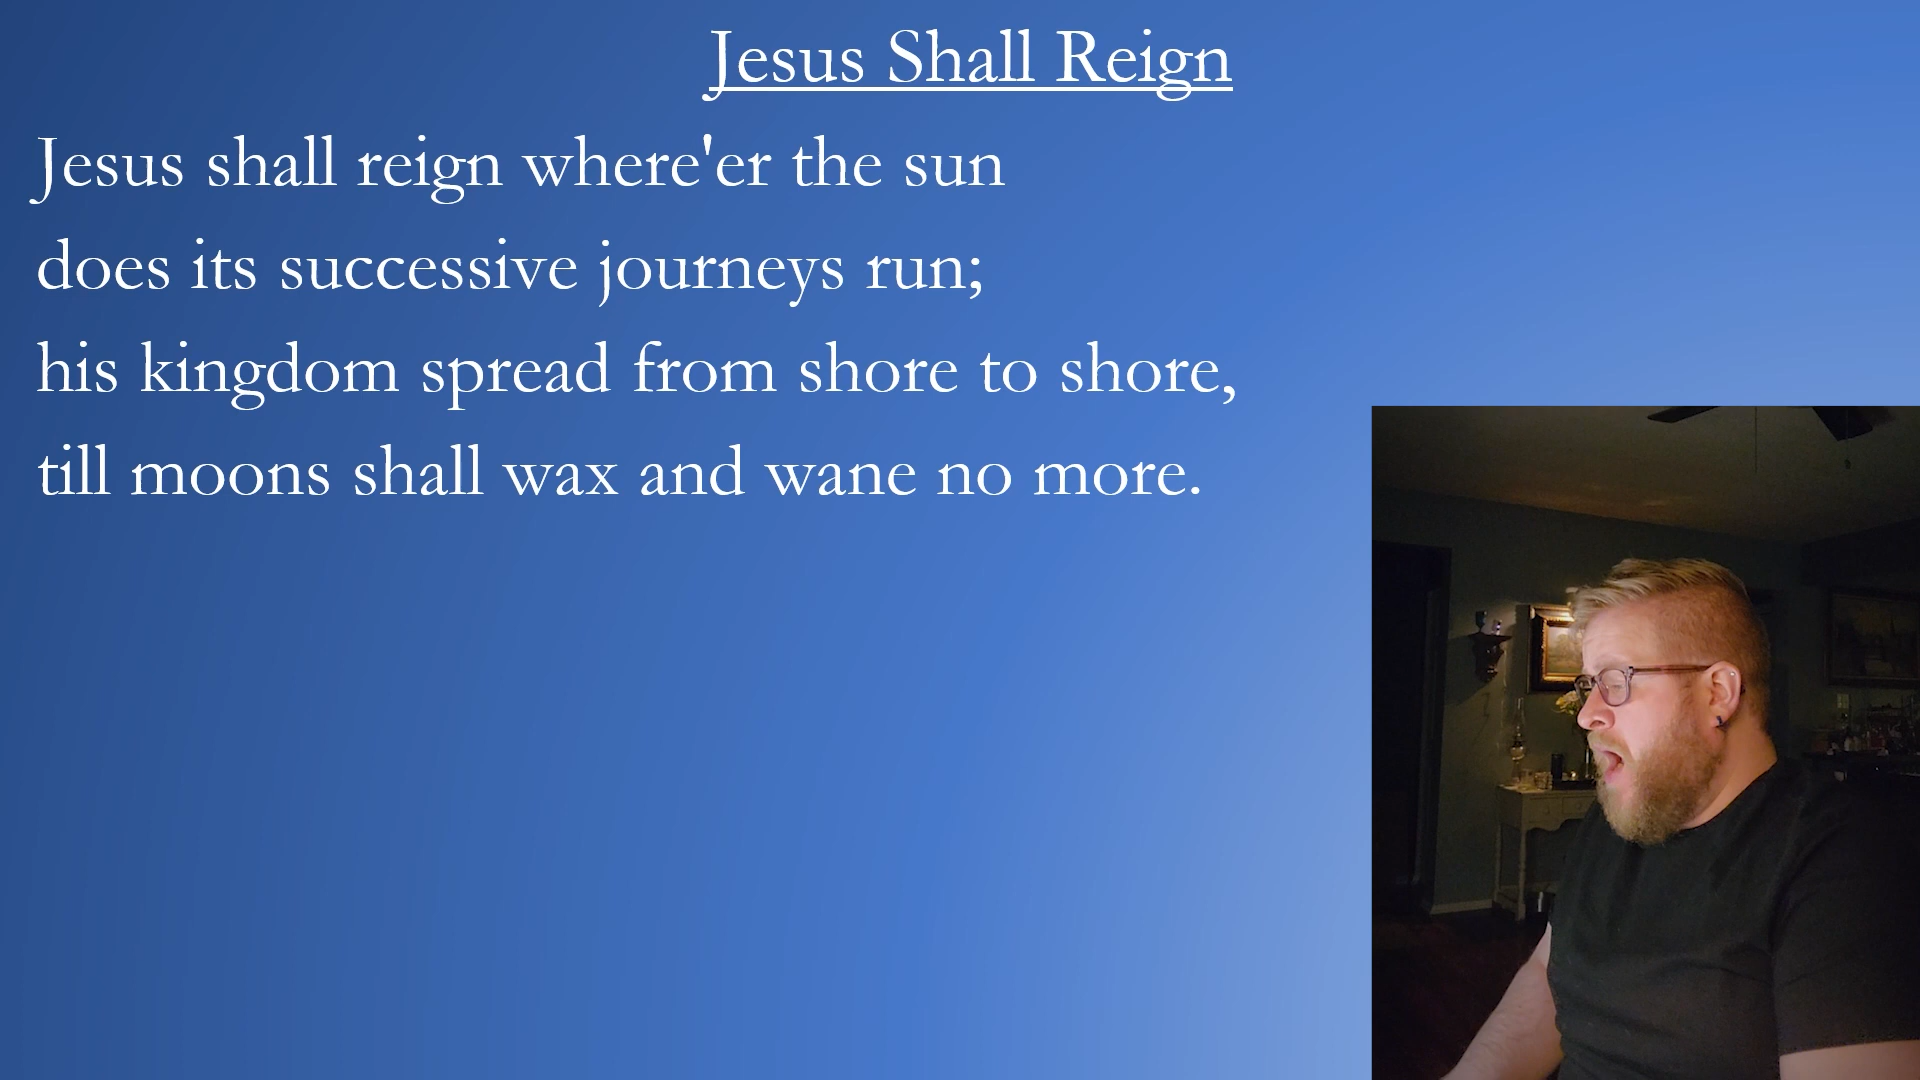 Jesus Shall Reign
Jesus shall reign where'er the sun
does its successive journeys run;
his kingdom spread from shore to shore,
till moons shall wax and wane no more.